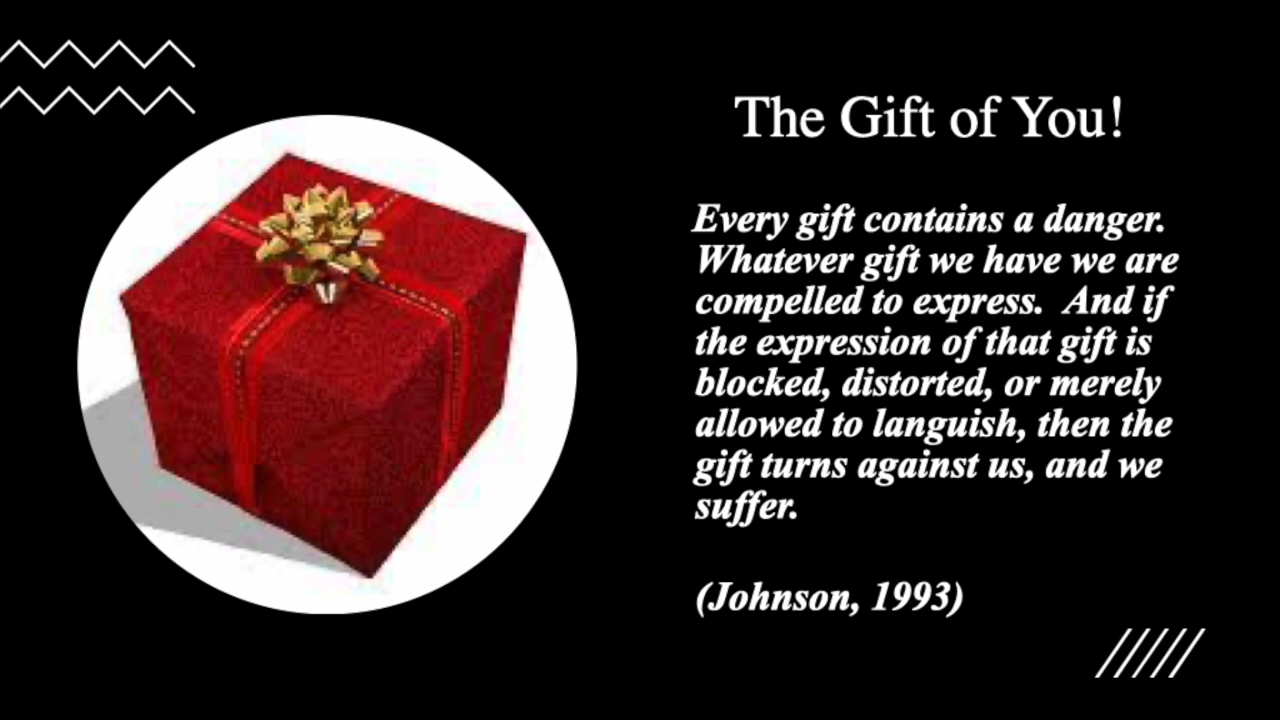 The Gift of You!
Every gift contains a danger.
Whatever gift we have we are
compelled to express.  And if
the expression of that gift is
blocked, distorted, or merely
allowed to languish, then the
gift turns against us, and we
suffer.
(Johnson, 1993)